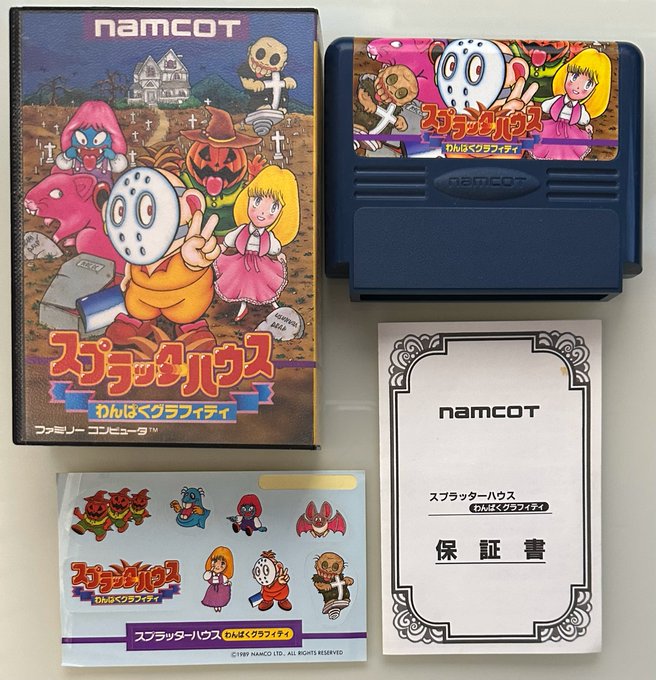 namcot
スプラッターハウス
わんぱくグラフィティ
ファミリー コンピュータ™
スプラッターハウス
わんぱくグラフィティ
namcot
namcot
スプラッターハウス
わんぱくグラフィティ
保証書
スプラッターハウス
わんぱくグラフィティ
スプラッターハウス わんぱくグラフィティ
©1989 NAMCO LTD., ALL RIGHTS RESERVED